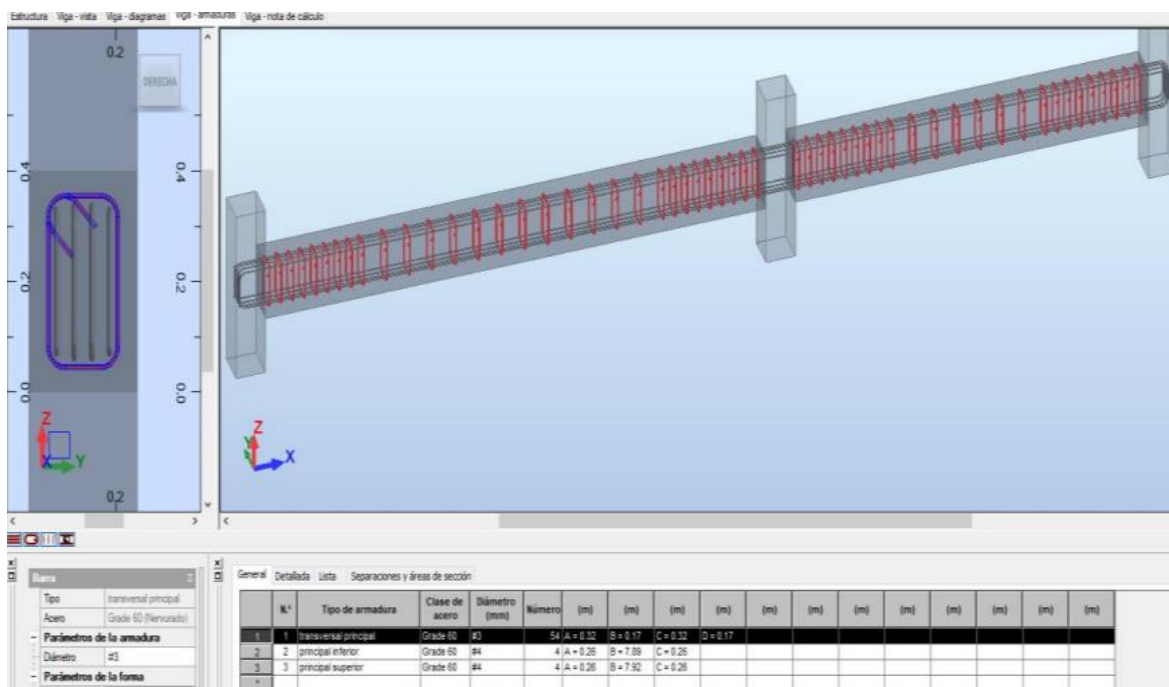 Estructura Viga - vista Viga - diagramas Viga - armaduras Viga - nota de cálculo
0.2
DERECHA
0.4 0.4
0.2 0.2
0.0 0.0
Z
X Y
0.2
Z
Y X
Barra
Tipo transversal principal
Acero Grade 60 (Nervurado)
Parámetros de la armadura
Diámetro #3
Parámetros de la forma
General Detallada Lista Separaciones y áreas de sección
N.º Tipo de armadura Clase de acero Diámetro (mm) Número (m) (m) (m) (m) (m) (m) (m) (m) (m) (m) (m) (m)
1 1 transversal principal Grade 60 #3 54 A = 0.32 B = 0.17 C = 0.32 D = 0.17
2 2 principal inferior Grade 60 #4 4 A = 0.26 B = 7.89 C = 0.26
3 3 principal superior Grade 60 #4 4 A = 0.26 B = 7.92 C = 0.26
*